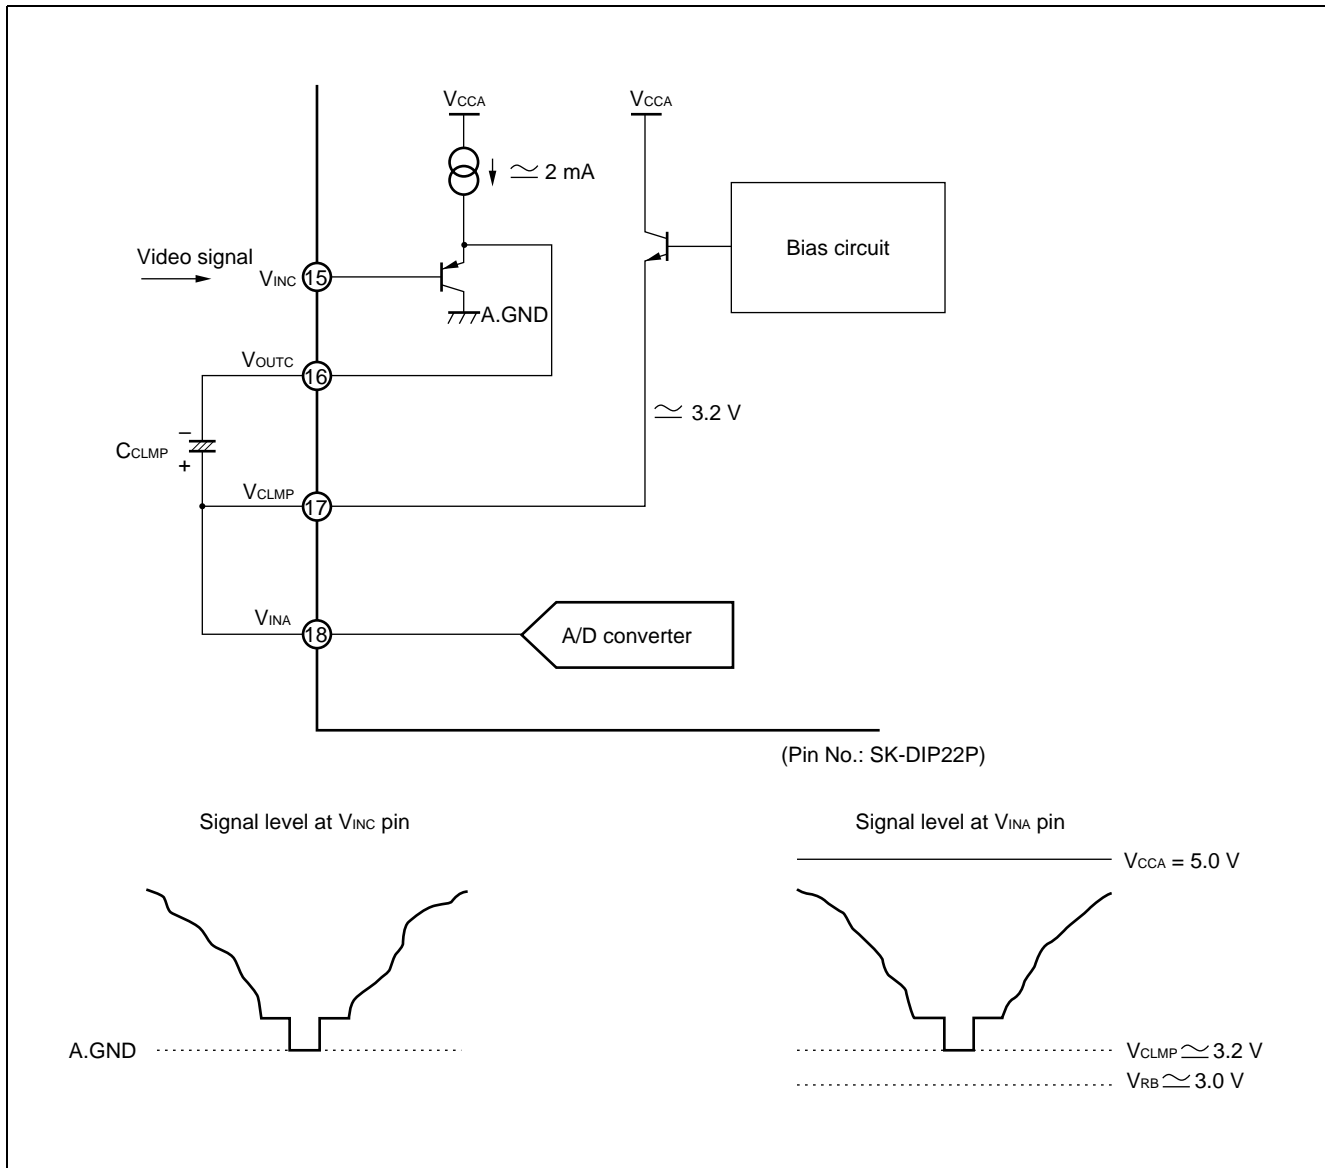 VCCA
VCCA
≃ 2 mA
Bias circuit
Video signal
VINC
15
A.GND
VOUTC
16
≃ 3.2 V
–
CCLMP
+
VCLMP
17
VINA
18
A/D converter
(Pin No.: SK-DIP22P)
Signal level at VINC pin
A.GND
Signal level at VINA pin
VCCA = 5.0 V
VCLMP ≃ 3.2 V
VRB ≃ 3.0 V